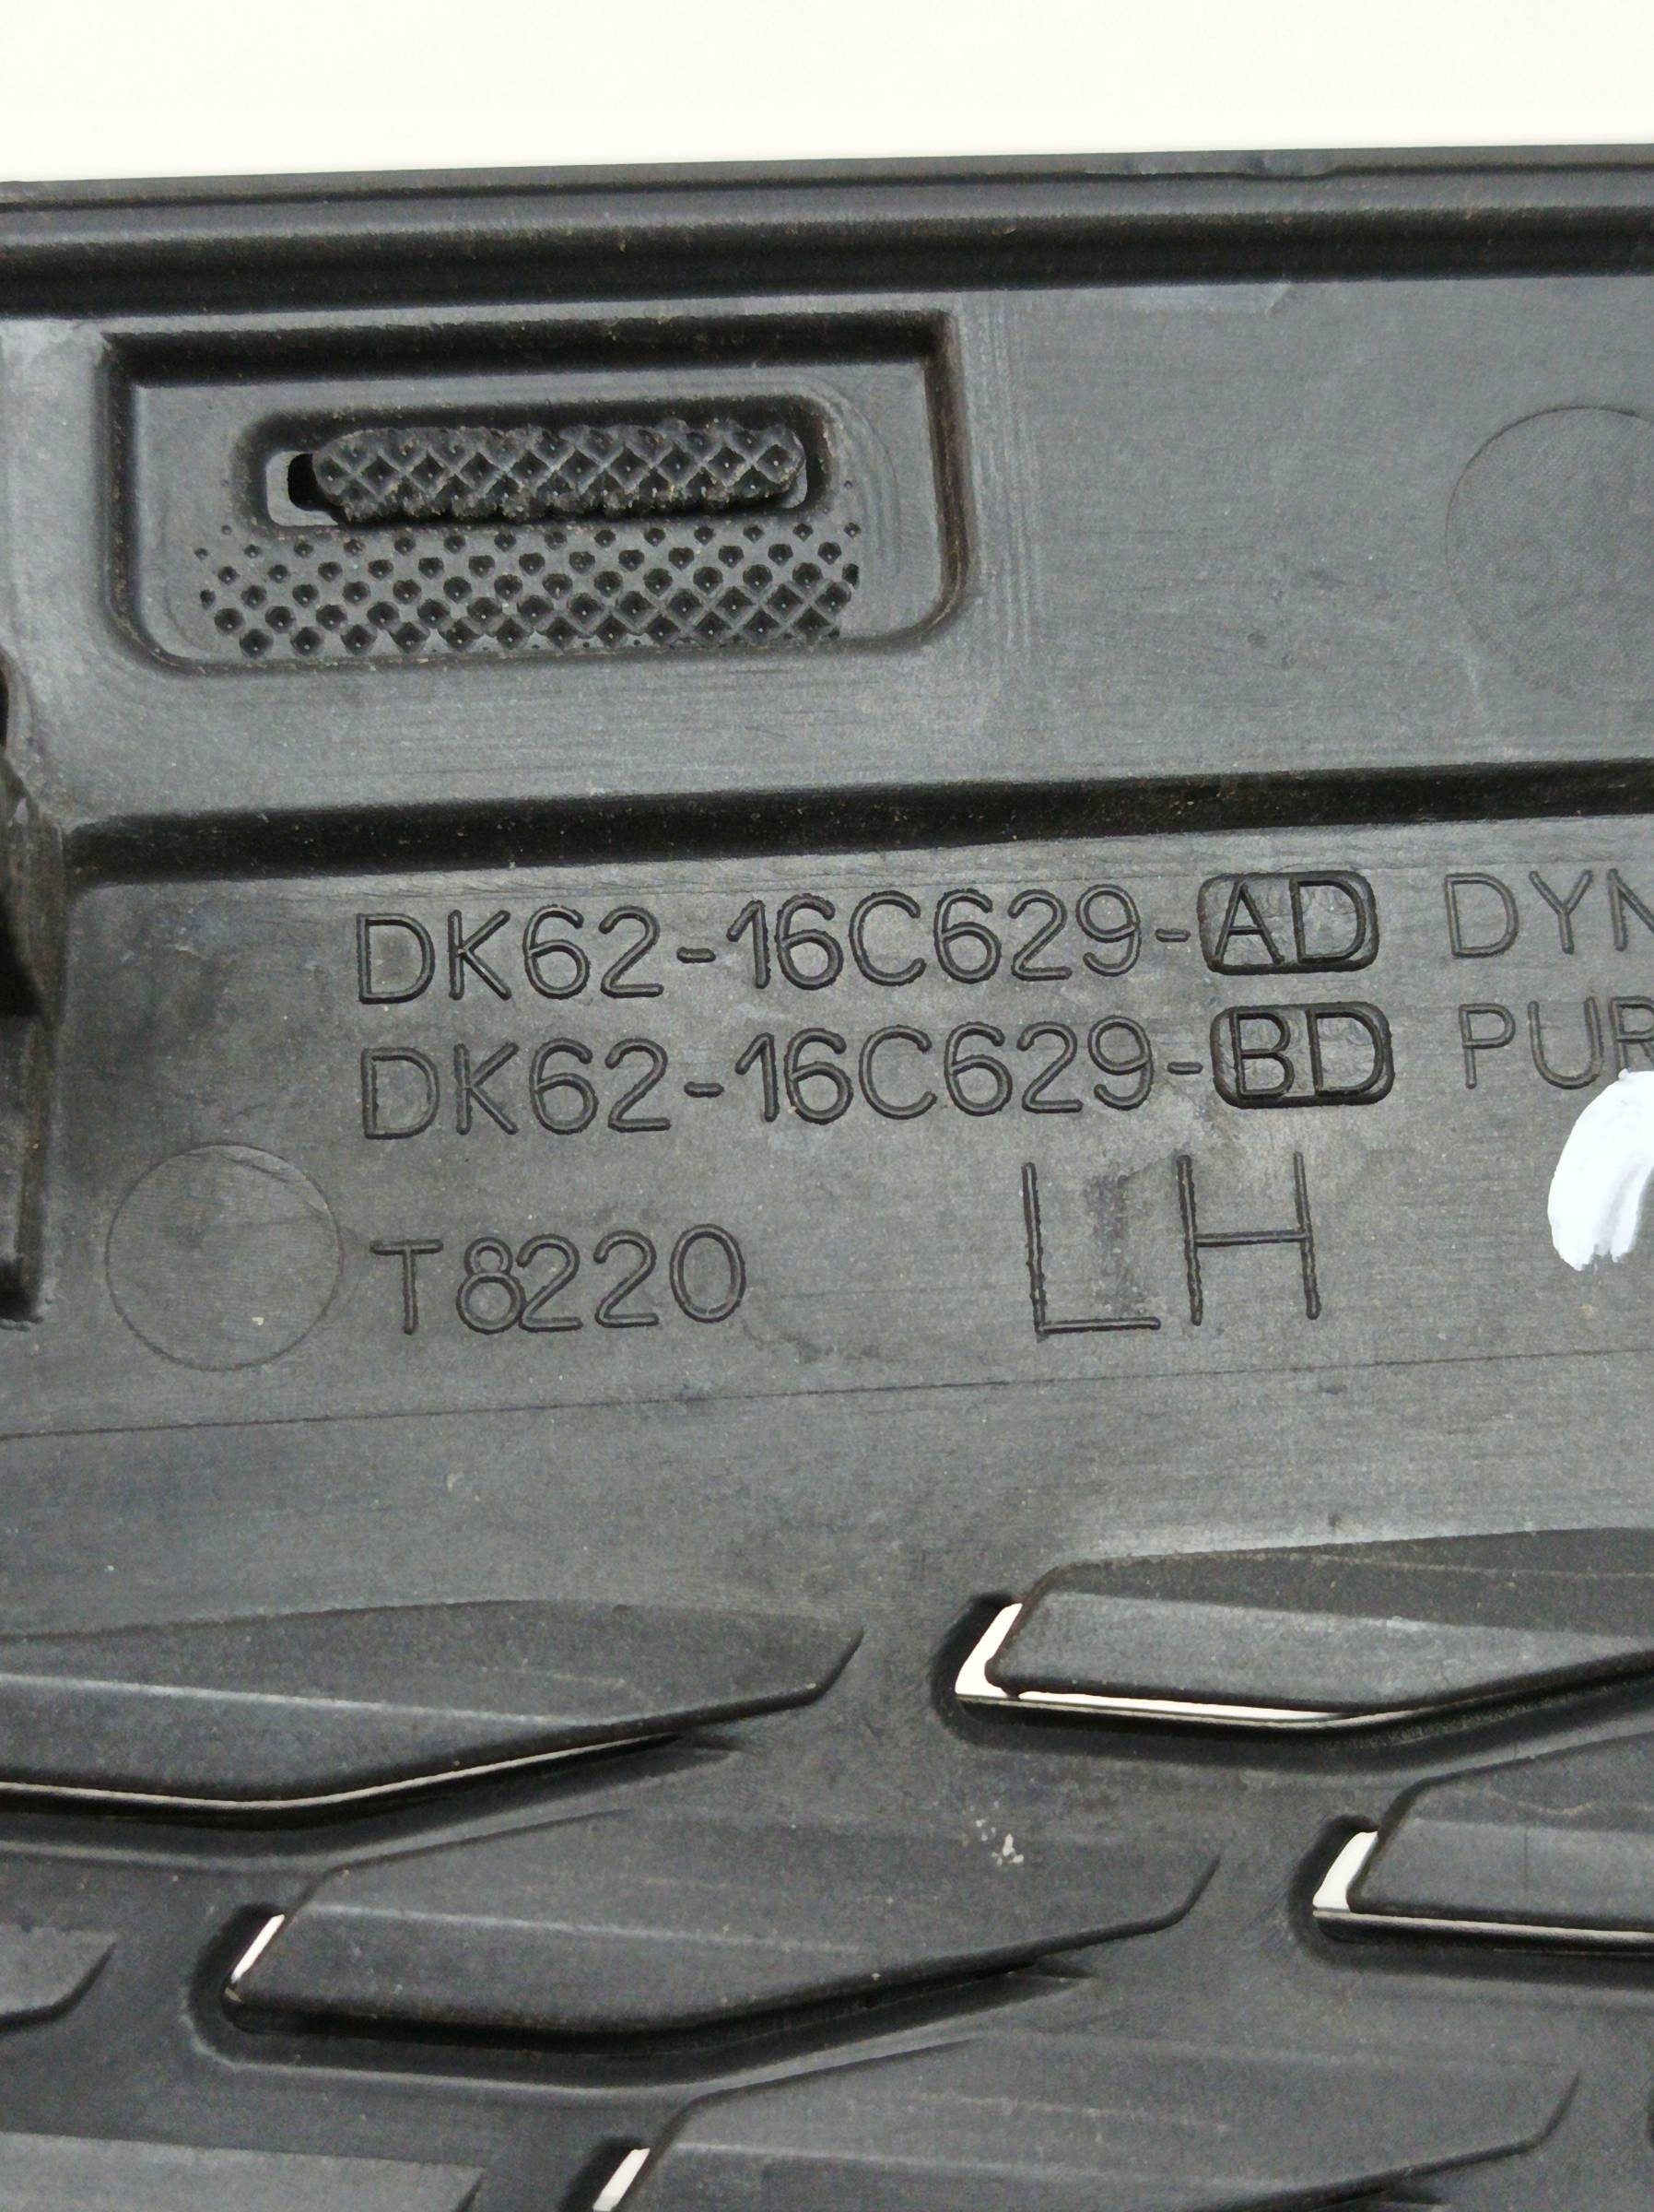 DK62-16C629-AD DYN
DK62-16C629-BD PUR
T8220 LH